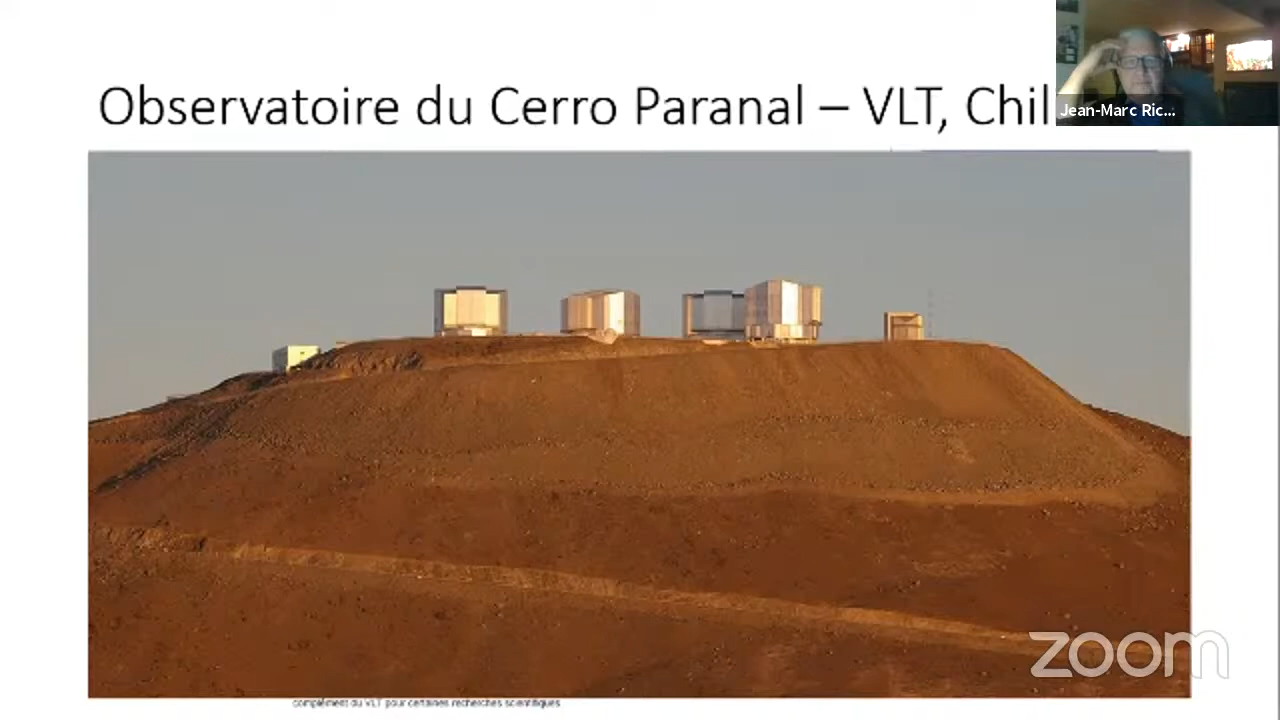 Observatoire du Cerro Paranal – VLT, Chil
Jean-Marc Ric...
zoom
complément du VLT pour certaines recherches scientifiques